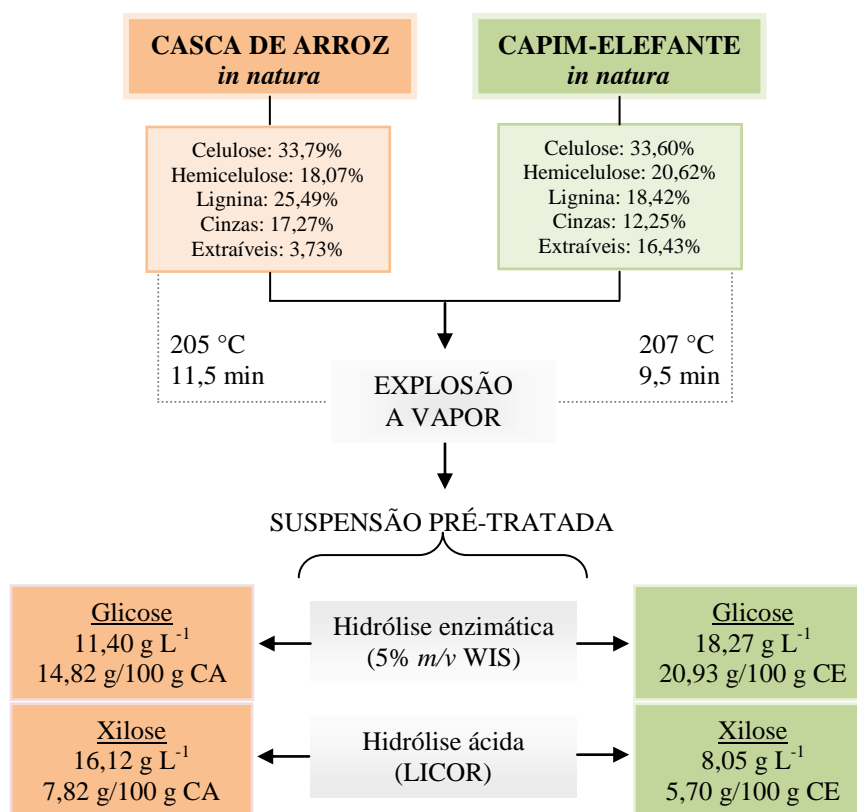 CASCA DE ARROZ
in natura
CAPIM-ELEFANTE
in natura
Celulose: 33,79%
Hemicelulose: 18,07%
Lignina: 25,49%
Cinzas: 17,27%
Extraíveis: 3,73%
Celulose: 33,60%
Hemicelulose: 20,62%
Lignina: 18,42%
Cinzas: 12,25%
Extraíveis: 16,43%
205 °C
11,5 min
207 °C
9,5 min
EXPLOSÃO
A VAPOR
SUSPENSÃO PRÉ-TRATADA
Glicose
11,40 g L⁻¹
14,82 g/100 g CA
Hidrólise enzimática
(5% m/v WIS)
Glicose
18,27 g L⁻¹
20,93 g/100 g CE
Xilose
16,12 g L⁻¹
7,82 g/100 g CA
Hidrólise ácida
(LICOR)
Xilose
8,05 g L⁻¹
5,70 g/100 g CE